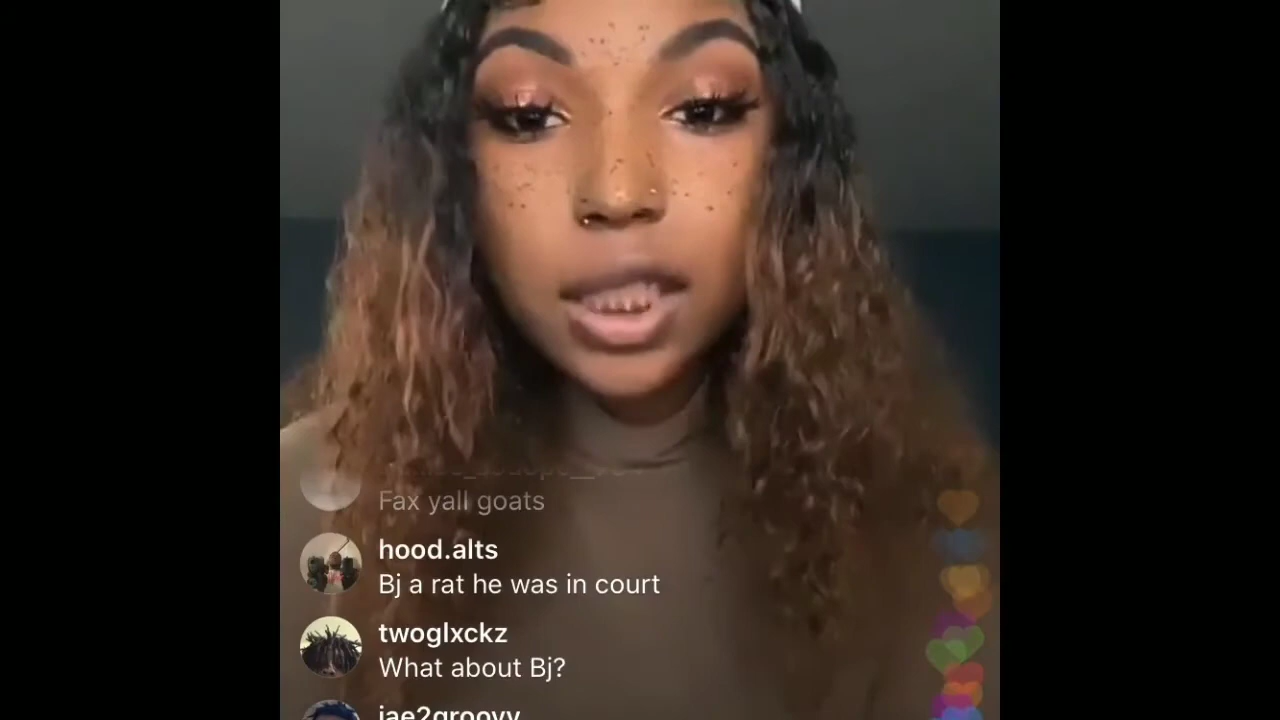 Fax yall goats
hood.alts
Bj a rat he was in court
twoglxckz
What about Bj?
jae2groovy